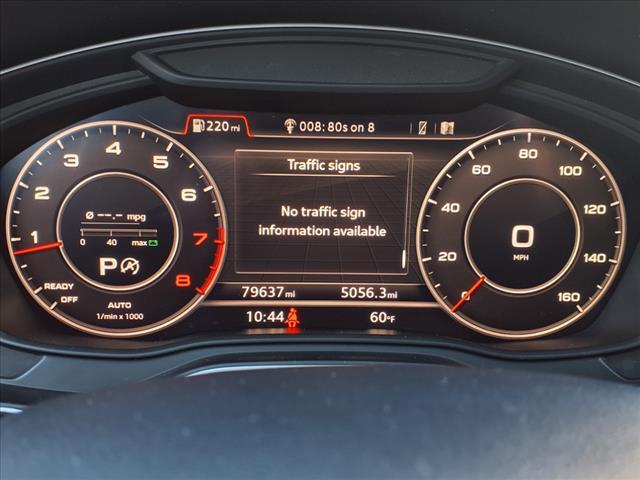 220 mi
008: 80s on 8
Traffic signs
No traffic sign
information available
1 2 3 4 5 6 7 8
Ø --.- mpg
0 40 max
P
READY
OFF
AUTO
1/min x 1000
0 20 40 60 80 100 120 140 160
0
MPH
79637 mi 5056.3 mi
10:44 60°F